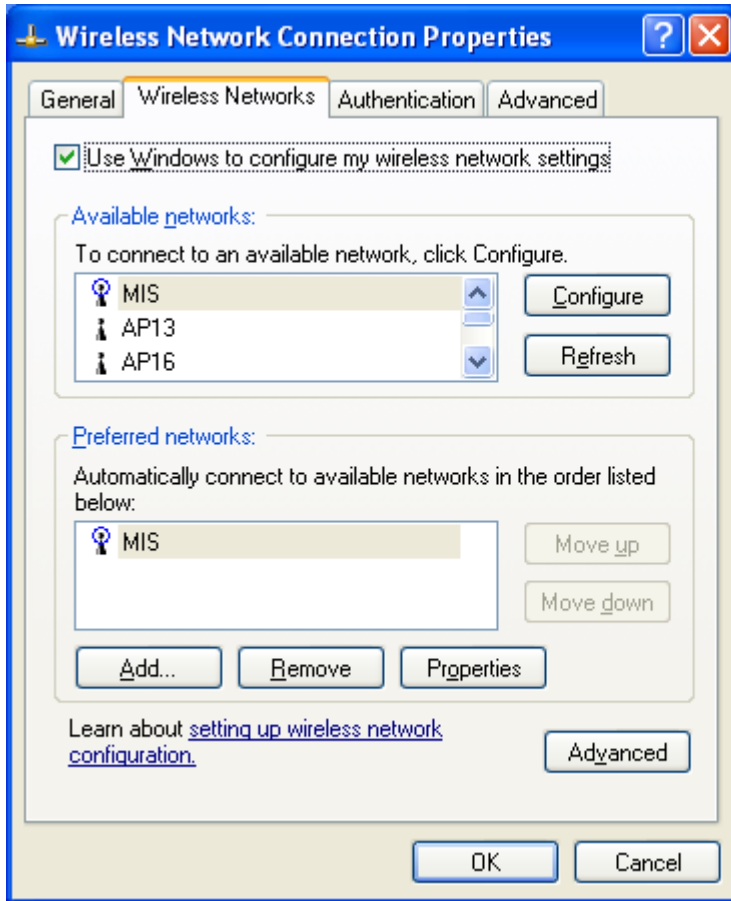 Wireless Network Connection Properties
General Wireless Networks Authentication Advanced
Use Windows to configure my wireless network settings
Available networks:
To connect to an available network, click Configure.
MIS
AP13
AP16
Configure
Refresh
Preferred networks:
Automatically connect to available networks in the order listed
below:
MIS
Move up
Move down
Add... Remove Properties
Learn about setting up wireless network
configuration.
Advanced
OK Cancel